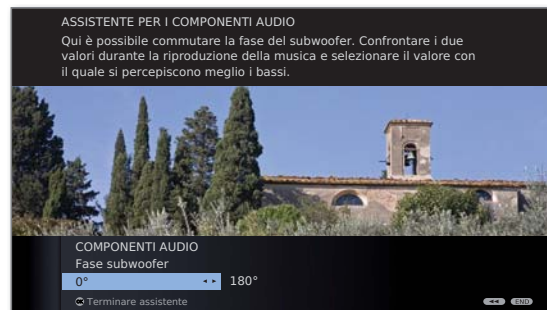 ASSISTENTE PER I COMPONENTI AUDIO
Qui è possibile commutare la fase del subwoofer. Confrontare i due
valori durante la riproduzione della musica e selezionare il valore con
il quale si percepiscono meglio i bassi.
COMPONENTI AUDIO
Fase subwoofer
0° 180°
OK Terminare assistente
END